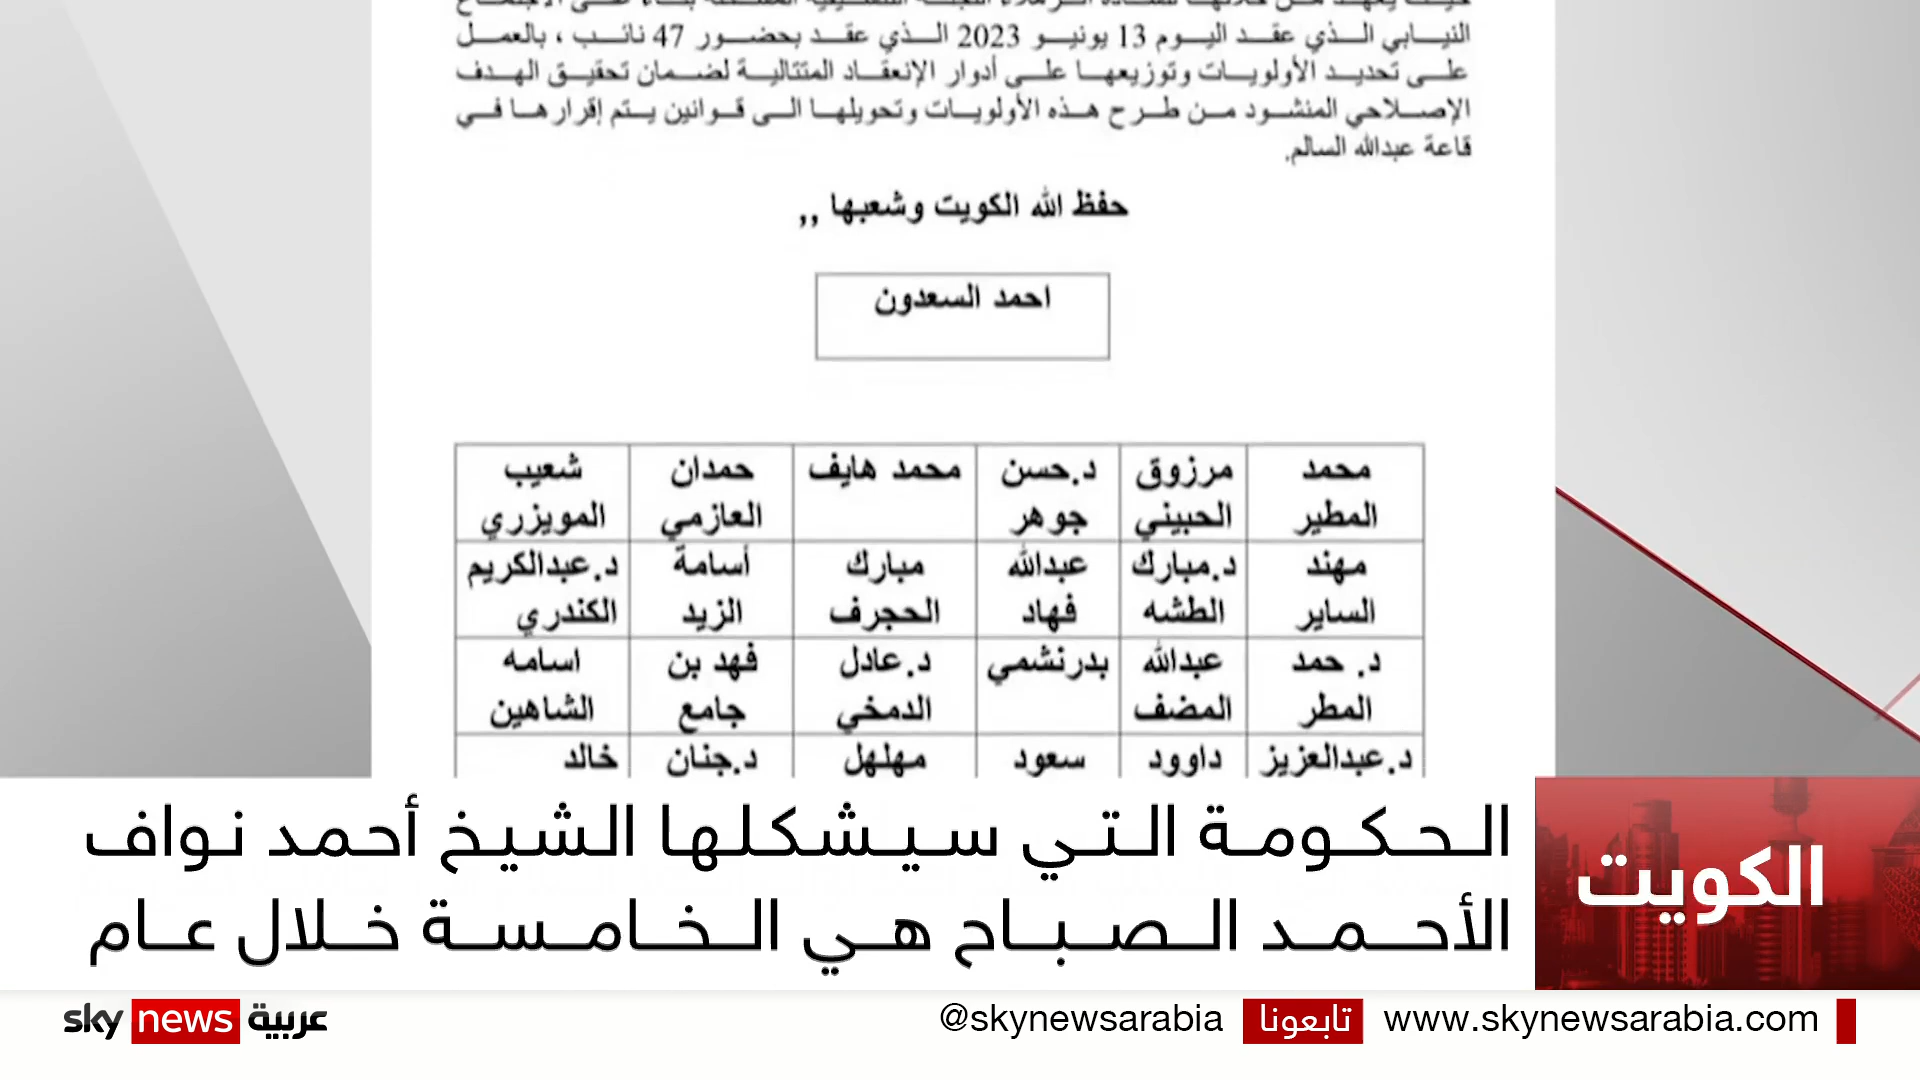 النيابي الذي عقد اليوم 13 يونيو 2023 الذي عقد بحضور 47 نائب ، بالعمل
على تحديد الأولويات وتوزيعها على أدوار الإنعقاد المتتالية لضمان تحقيق الهدف
الإصلاحي المنشود من طرح هذه الأولويات وتحويلها الى قوانين يتم إقرارها في
قاعة عبدالله السالم.
حفظ الله الكويت وشعبها ,,
احمد السعدون
محمد المطير مرزوق الحبيني د.حسن جوهر محمد هايف حمدان العازمي شعيب المويزري
مهند الساير د.مبارك الطشه عبدالله فهاد مبارك الحجرف أسامة الزيد د.عبدالكريم الكندري
د. حمد المطر عبدالله المضف بدرنشمي د.عادل الدمخي فهد بن جامع اسامه الشاهين
د.عبدالعزيز داوود سعود مهلهل د.جنان خالد
الكويت
الحكومة التي سيشكلها الشيخ أحمد نواف
الأحمد الصباح هي الخامسة خلال عام
www.skynewsarabia.com تابعونا @skynewsarabia
sky news عربية